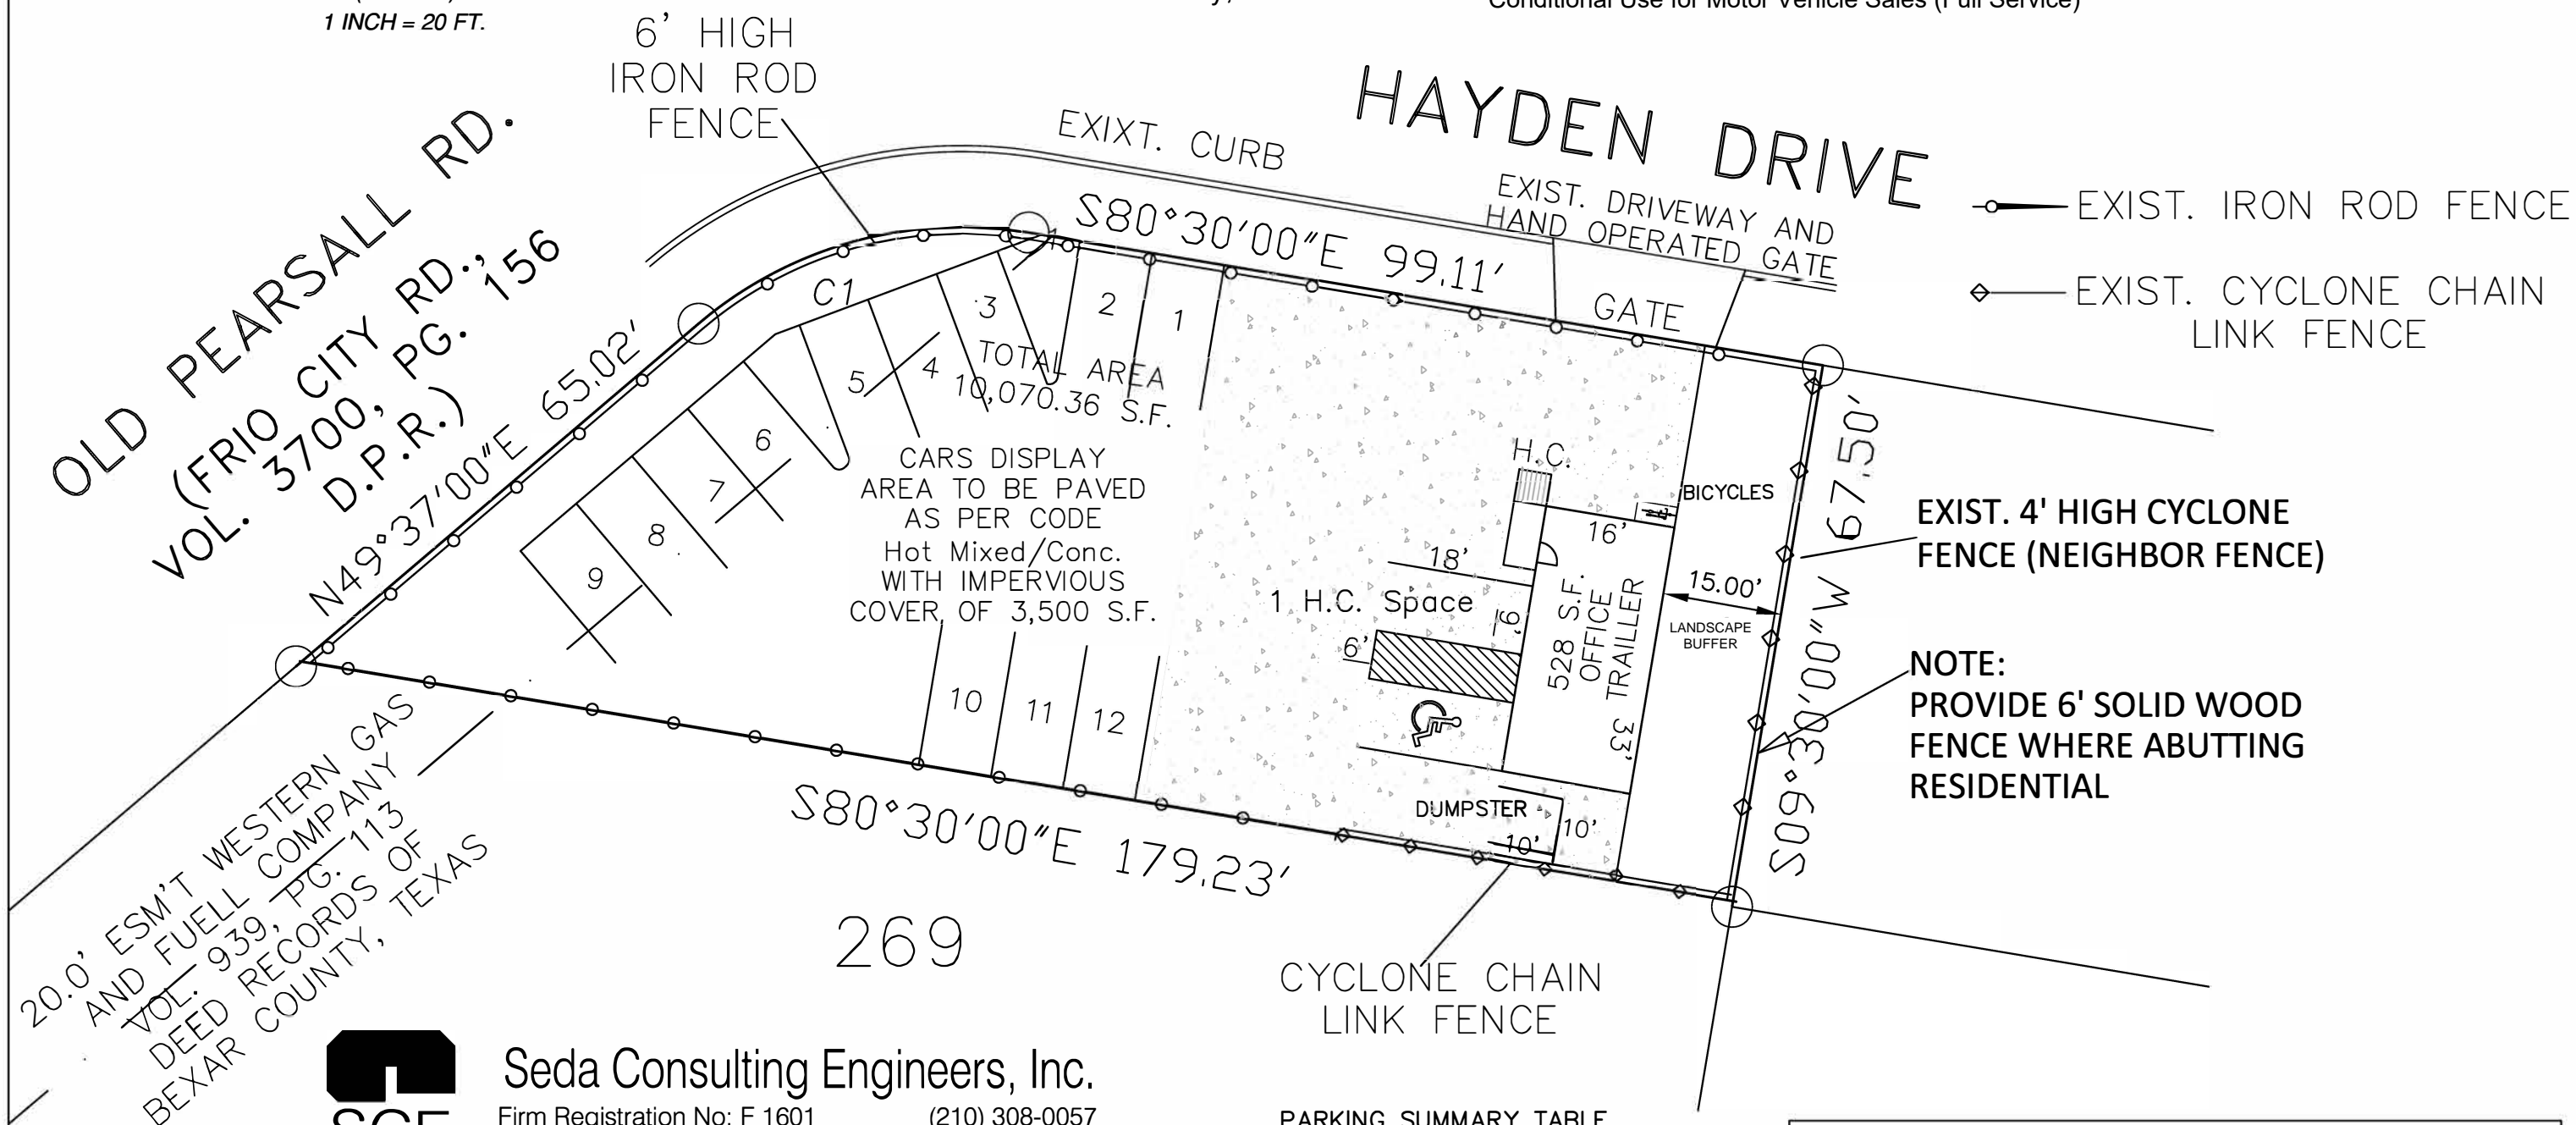 1 INCH = 20 FT.
Conditional Use for Motor Vehicle Sales (Full Service)
6' HIGH
IRON ROD
FENCE
HAYDEN DRIVE
EXIXT. CURB
EXIST. DRIVEWAY AND
HAND OPERATED GATE
S80°30'00"E 99.11'
GATE
EXIST. IRON ROD FENCE
EXIST. CYCLONE CHAIN
LINK FENCE
OLD PEARSALL RD.
(FRIO CITY RD.,
VOL. 3700, PG. 156
D.P.R.)
N49°37'00"E 65.02'
C1
1
2
3
4
5
6
7
8
9
TOTAL AREA
10,070.36 S.F.
CARS DISPLAY
AREA TO BE PAVED
AS PER CODE
Hot Mixed/Conc.
WITH IMPERVIOUS
COVER OF 3,500 S.F.
10
11
12
H.C.
BICYCLES
16'
18'
1 H.C. Space
9'
6'
528 S.F.
OFFICE
TRAILLER
33'
15.00'
LANDSCAPE
BUFFER
DUMPSTER
10'
10'
S09°30'00"W 67.50'
EXIST. 4' HIGH CYCLONE
FENCE (NEIGHBOR FENCE)
NOTE:
PROVIDE 6' SOLID WOOD
FENCE WHERE ABUTTING
RESIDENTIAL
S80°30'00"E 179.23'
20.0' ESM'T WESTERN GAS
AND FUELL COMPANY
VOL. 939, PG. 113
DEED RECORDS OF
BEXAR COUNTY, TEXAS
269
CYCLONE CHAIN
LINK FENCE
Seda Consulting Engineers, Inc.
Firm Registration No: F 1601 (210) 308-0057
SCE
PARKING SUMMARY TABLE